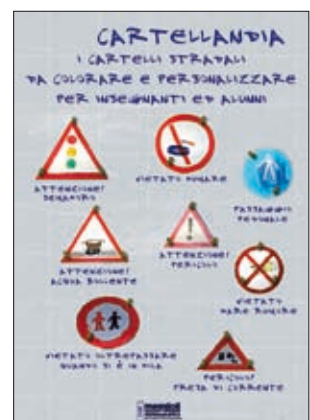 CARTELLANDIA
I CARTELLI STRADALI
DA COLORARE E PERSONALIZZARE
PER INSEGNANTI ED ALUNNI
ATTENZIONE!
SEMAFORO
VIETATO FUMARE
PASSAGGIO
PEDONALE
ATTENZIONE!
ACQUA BOLLENTE
ATTENZIONE!
PERICOLO
VIETATO
FARE RUMORE
VIETATO OLTREPASSARE
QUANDO SI È IN FILA
PERICOLO!
PRESA DI CORRENTE